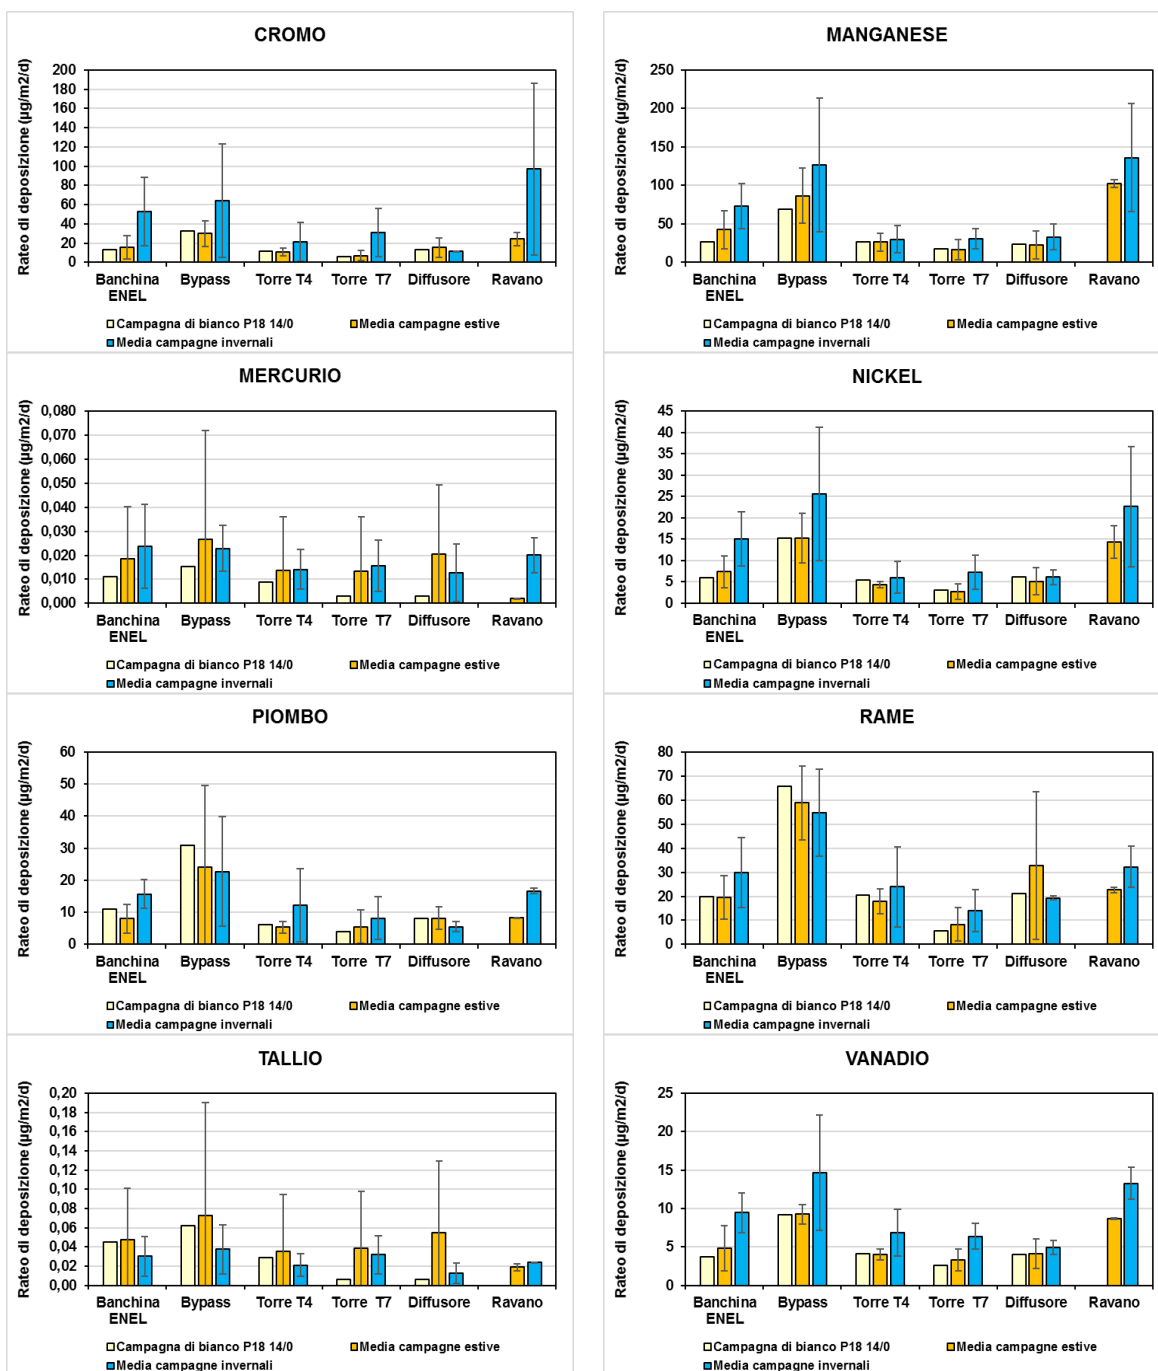 CROMO
Rateo di deposizione (µg/m2/d)
200
180
160
140
120
100
80
60
40
20
0
Banchina ENEL Bypass Torre T4 Torre T7 Diffusore Ravano
Campagna di bianco P18 14/0 Media campagne estive
Media campagne invernali
MANGANESE
Rateo di deposizione (µg/m2/d)
250
200
150
100
50
0
Banchina ENEL Bypass Torre T4 Torre T7 Diffusore Ravano
Campagna di bianco P18 14/0 Media campagne estive
Media campagne invernali
MERCURIO
Rateo di deposizione (µg/m2/d)
0,080
0,070
0,060
0,050
0,040
0,030
0,020
0,010
0,000
Banchina ENEL Bypass Torre T4 Torre T7 Diffusore Ravano
Campagna di bianco P18 14/0 Media campagne estive
Media campagne invernali
NICKEL
Rateo di deposizione (µg/m2/d)
45
40
35
30
25
20
15
10
5
0
Banchina ENEL Bypass Torre T4 Torre T7 Diffusore Ravano
Campagna di bianco P18 14/0 Media campagne estive
Media campagne invernali
PIOMBO
Rateo di deposizione (µg/m2/d)
60
50
40
30
20
10
0
Banchina ENEL Bypass Torre T4 Torre T7 Diffusore Ravano
Campagna di bianco P18 14/0 Media campagne estive
Media campagne invernali
RAME
Rateo di deposizione (µg/m2/d)
80
70
60
50
40
30
20
10
0
Banchina ENEL Bypass Torre T4 Torre T7 Diffusore Ravano
Campagna di bianco P18 14/0 Media campagne estive
Media campagne invernali
TALLIO
Rateo di deposizione (µg/m2/d)
0,20
0,18
0,16
0,14
0,12
0,10
0,08
0,06
0,04
0,02
0,00
Banchina ENEL Bypass Torre T4 Torre T7 Diffusore Ravano
Campagna di bianco P18 14/0 Media campagne estive
Media campagne invernali
VANADIO
Rateo di deposizione (µg/m2/d)
25
20
15
10
5
0
Banchina ENEL Bypass Torre T4 Torre T7 Diffusore Ravano
Campagna di bianco P18 14/0 Media campagne estive
Media campagne invernali